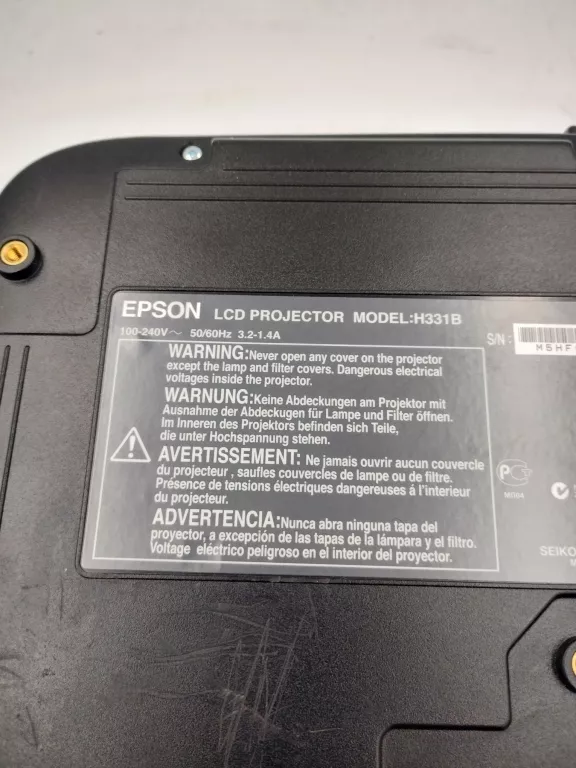 EPSON LCD PROJECTOR MODEL:H331B
100-240V~ 50/60Hz 3.2-1.4A
S/N :
M5HF
WARNING:Never open any cover on the projector
except the lamp and filter covers. Dangerous electrical
voltages inside the projector.
WARNUNG:Keine Abdeckungen am Projektor mit
Ausnahme der Abdeckugen für Lampe und Filter öffnen.
Im Inneren des Projektors befinden sich Teile,
die unter Hochspannung stehen.
AVERTISSEMENT: Ne jamais ouvrir aucun couvercle
du projecteur , saufles couvercles de lampe ou de filtre.
Présence de tensions électriques dangereuses á l'interieur
du projecteur.
ADVERTENCIA:Nunca abra ninguna tapa del
proyector, a excepción de las tapas de la lámpara y el filtro.
Voltage eléctrico peligroso en el interior del proyector.
SEIKO